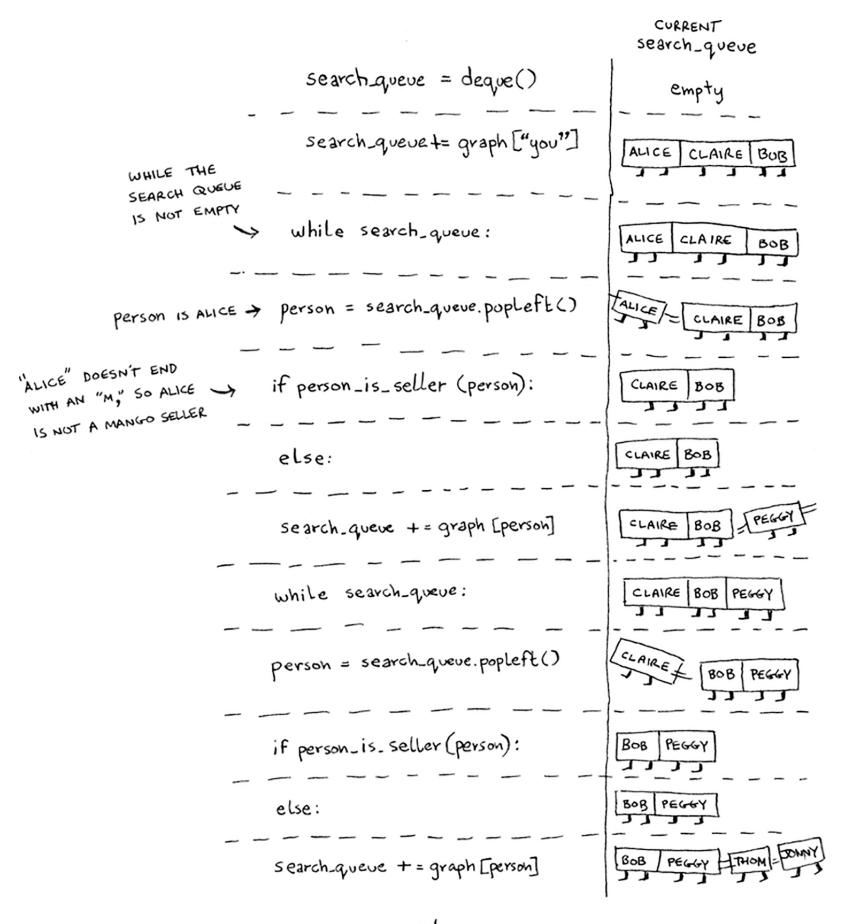 CURRENT
search_queue
search_queue = deque()
empty
search_queue += graph["you"]
ALICE CLAIRE BOB
WHILE THE
SEARCH QUEUE
IS NOT EMPTY
while search_queue:
ALICE CLAIRE BOB
person IS ALICE → person = search_queue.popleft()
ALICE CLAIRE BOB
"ALICE" DOESN'T END
WITH AN "M," SO ALICE
IS NOT A MANGO SELLER
if person_is_seller (person):
CLAIRE BOB
else:
CLAIRE BOB
search_queue += graph [person]
CLAIRE BOB PEGGY
while search_queue:
CLAIRE BOB PEGGY
person = search_queue.popleft()
CLAIRE BOB PEGGY
if person_is_seller (person):
BOB PEGGY
else:
BOB PEGGY
search_queue += graph [person]
BOB PEGGY THOM JONNY